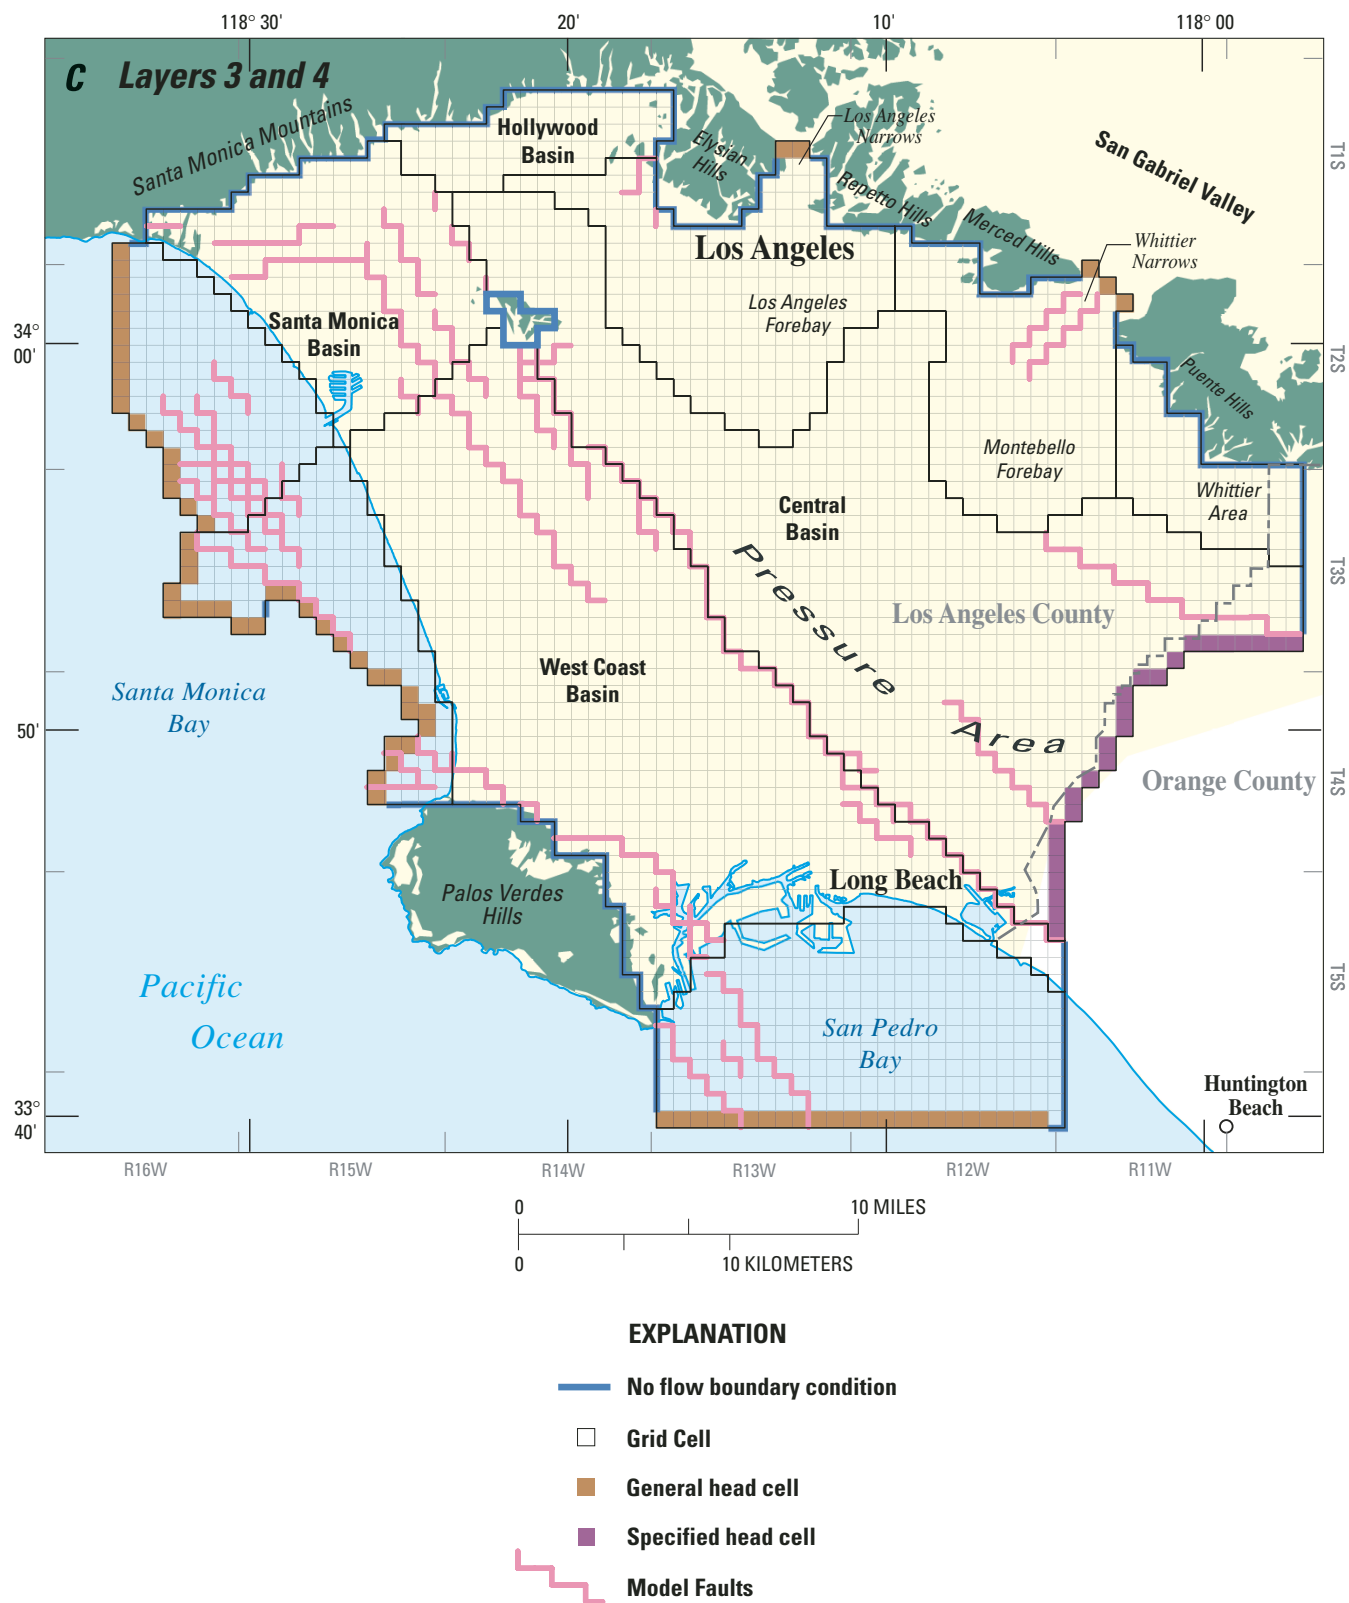 118° 30'
20'
10'
118° 00'
C Layers 3 and 4
Santa Monica Mountains
Hollywood
Basin
Elysian
Hills
Los Angeles
Narrows
Repetto Hills
San Gabriel Valley
Merced Hills
Whittier
Narrows
T1S
Los Angeles
Los Angeles
Forebay
Santa Monica
Basin
34°
00'
T2S
Puente Hills
Montebello
Forebay
Whittier
Area
Central
Basin
Pressure
Area
T3S
Los Angeles County
West Coast
Basin
Santa Monica
Bay
50'
Orange County
T4S
Long Beach
Palos Verdes
Hills
T5S
Pacific
Ocean
San Pedro
Bay
Huntington
Beach
33°
40'
R16W
R15W
R14W
R13W
R12W
R11W
0
10 MILES
0
10 KILOMETERS
EXPLANATION
No flow boundary condition
Grid Cell
General head cell
Specified head cell
Model Faults